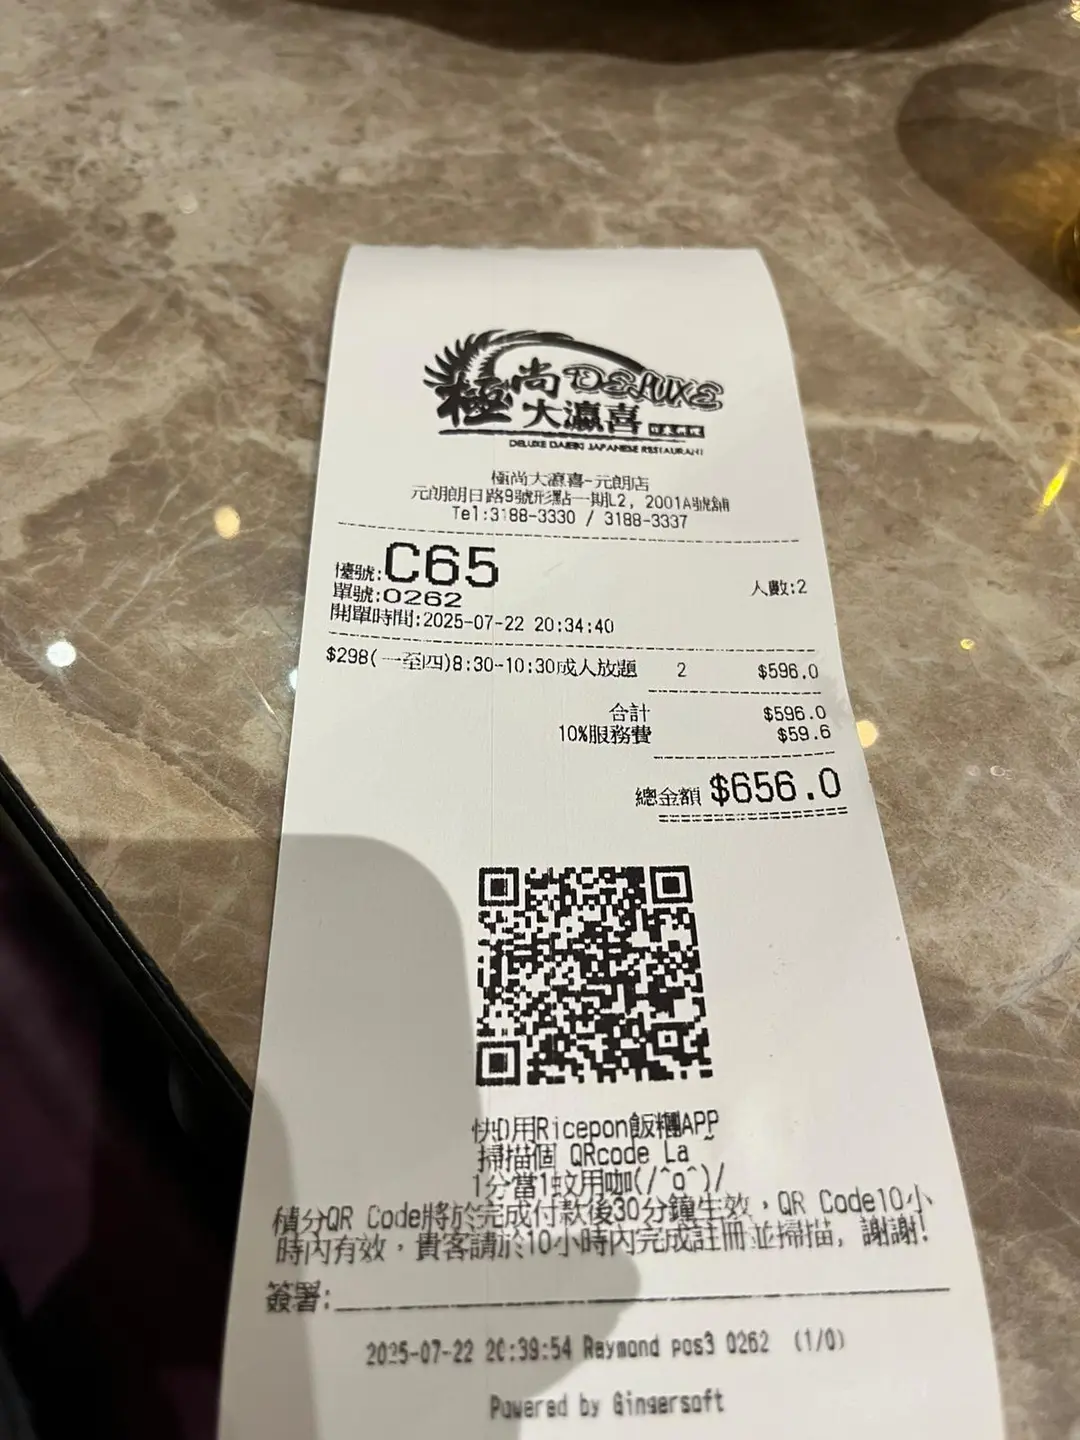 極尚 DELUXE
大瀛喜
DELUXE DAIEIKI JAPANESE RESTAURANT
極尚大瀛喜-元朗店
元朗朗日路9號形點一期L2, 2001A號舖
Tel:3188-3330 / 3188-3337
檯號:C65
人數:2
單號:0262
開單時間:2025-07-22 20:34:40
$298(一至四)8:30-10:30成人放題 2 $596.0
合計 $596.0
10%服務費 $59.6
總金額 $656.0
快D用Ricepon飯糰APP
掃描個 QRcode La ~
1分當1蚊用咖(/^o^)/
積分QR Code將於完成付款後30分鐘生效，QR Code10小
時內有效，貴客請於10小時內完成註冊並掃描, 謝謝!
簽署:
2025-07-22 20:39:54 Raymond pos3 0262 (1/0)
Powered by Gingersoft